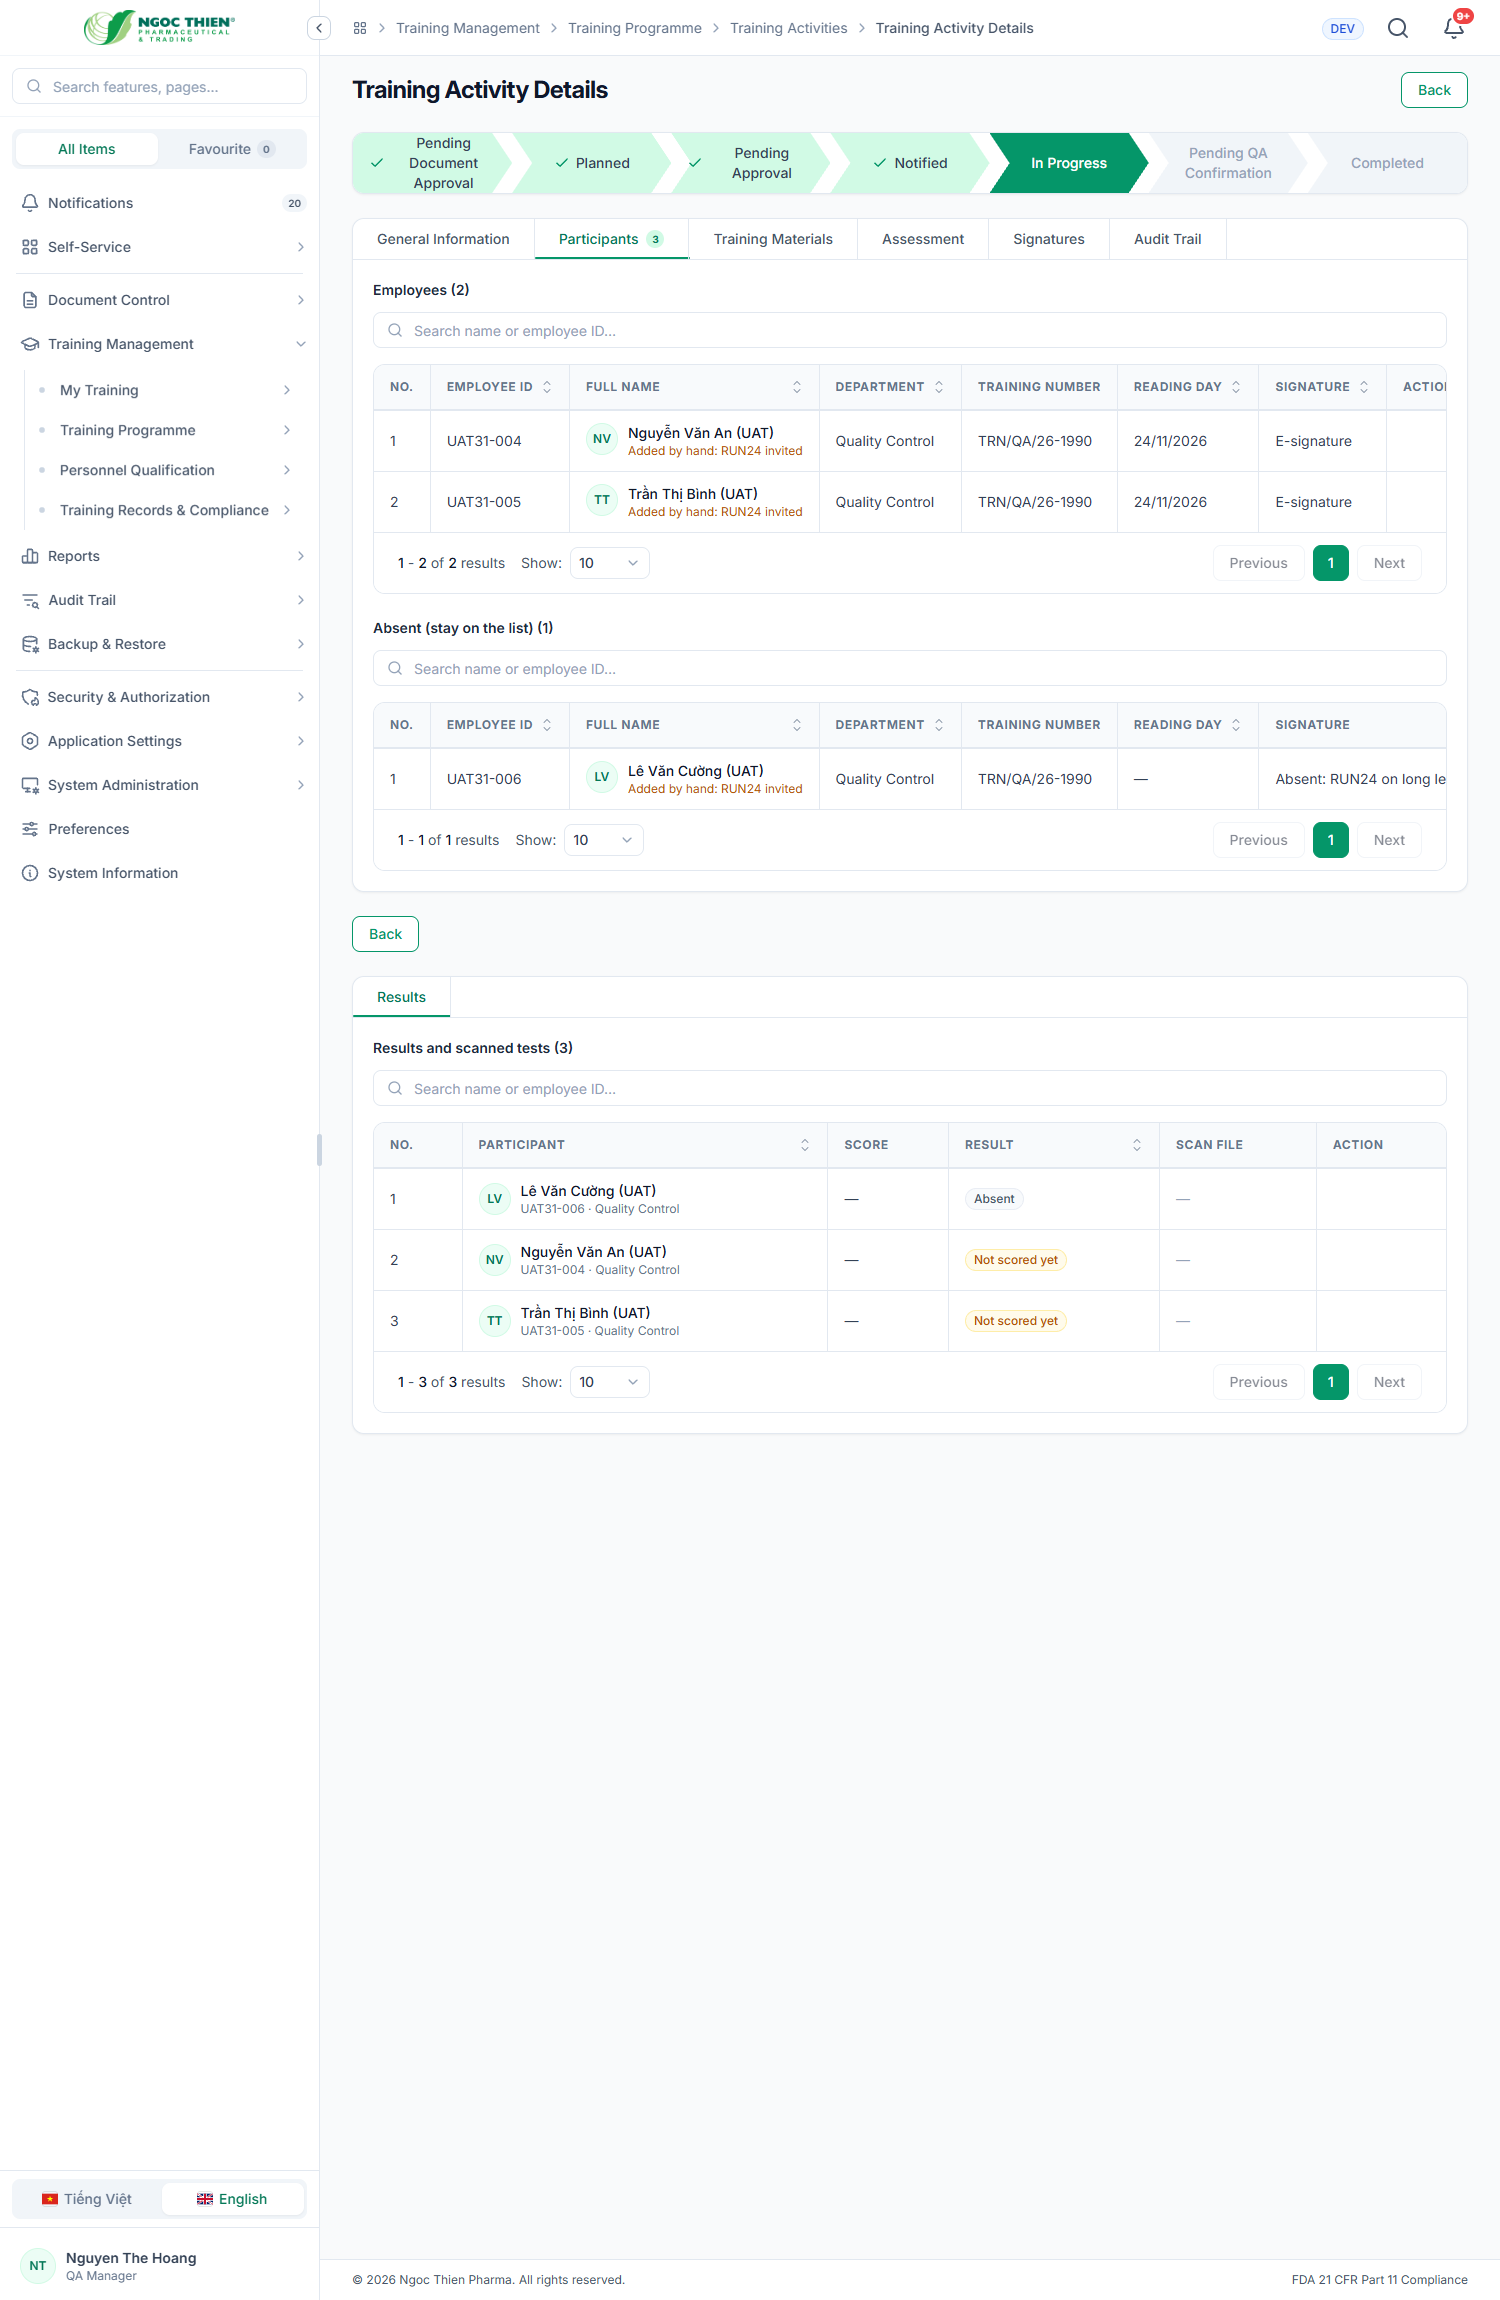 NGOC THIEN®
PHARMACEUTICAL
& TRADING
Training Management > Training Programme > Training Activities > Training Activity Details
DEV
9+
Search features, pages...
All Items
Favourite 0
Notifications 20
Self-Service
Document Control
Training Management
My Training
Training Programme
Personnel Qualification
Training Records & Compliance
Reports
Audit Trail
Backup & Restore
Security & Authorization
Application Settings
System Administration
Preferences
System Information
Tiếng Việt
English
NT
Nguyen The Hoang
QA Manager
Training Activity Details
Back
Pending
Document
Approval
Planned
Pending
Approval
Notified
In Progress
Pending QA
Confirmation
Completed
General Information
Participants 3
Training Materials
Assessment
Signatures
Audit Trail
Employees (2)
Search name or employee ID...
NO. EMPLOYEE ID FULL NAME DEPARTMENT TRAINING NUMBER READING DAY SIGNATURE ACTIO
1 UAT31-004 NV Nguyễn Văn An (UAT) Quality Control TRN/QA/26-1990 24/11/2026 E-signature
Added by hand: RUN24 invited
2 UAT31-005 TT Trần Thị Bình (UAT) Quality Control TRN/QA/26-1990 24/11/2026 E-signature
Added by hand: RUN24 invited
1 - 2 of 2 results Show: 10 Previous 1 Next
Absent (stay on the list) (1)
Search name or employee ID...
NO. EMPLOYEE ID FULL NAME DEPARTMENT TRAINING NUMBER READING DAY SIGNATURE
1 UAT31-006 LV Lê Văn Cường (UAT) Quality Control TRN/QA/26-1990 — Absent: RUN24 on long le
Added by hand: RUN24 invited
1 - 1 of 1 results Show: 10 Previous 1 Next
Back
Results
Results and scanned tests (3)
Search name or employee ID...
NO. PARTICIPANT SCORE RESULT SCAN FILE ACTION
1 LV Lê Văn Cường (UAT) — Absent —
UAT31-006 · Quality Control
2 NV Nguyễn Văn An (UAT) — Not scored yet —
UAT31-004 · Quality Control
3 TT Trần Thị Bình (UAT) — Not scored yet —
UAT31-005 · Quality Control
1 - 3 of 3 results Show: 10 Previous 1 Next
© 2026 Ngoc Thien Pharma. All rights reserved.
FDA 21 CFR Part 11 Compliance